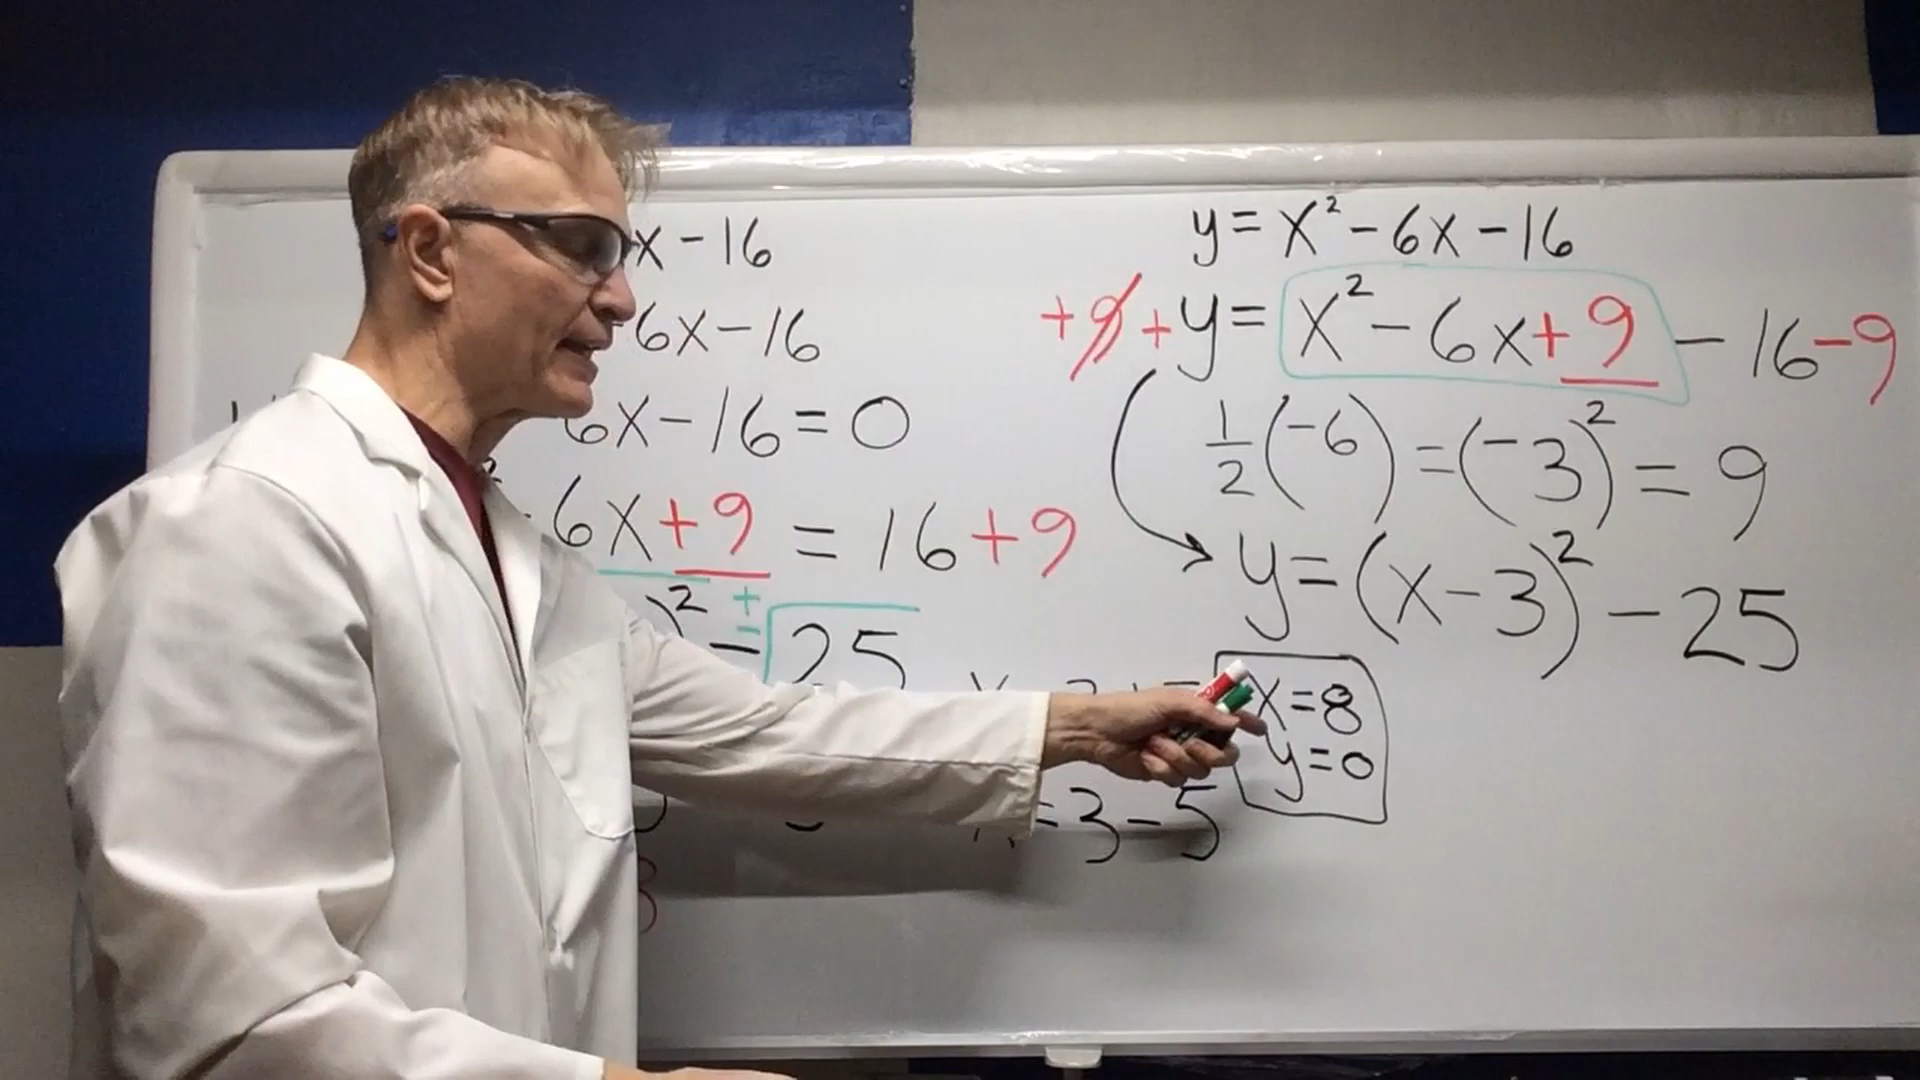 x - 16
6x - 16
6x - 16 = 0
6x + 9 = 16 + 9
)² = ± 25
= 3 - 5
y = x² - 6x - 16
+9 + y = x² - 6x + 9 - 16 - 9
1/2 (-6) = (-3)² = 9
y = (x - 3)² - 25
x = 8
y = 0